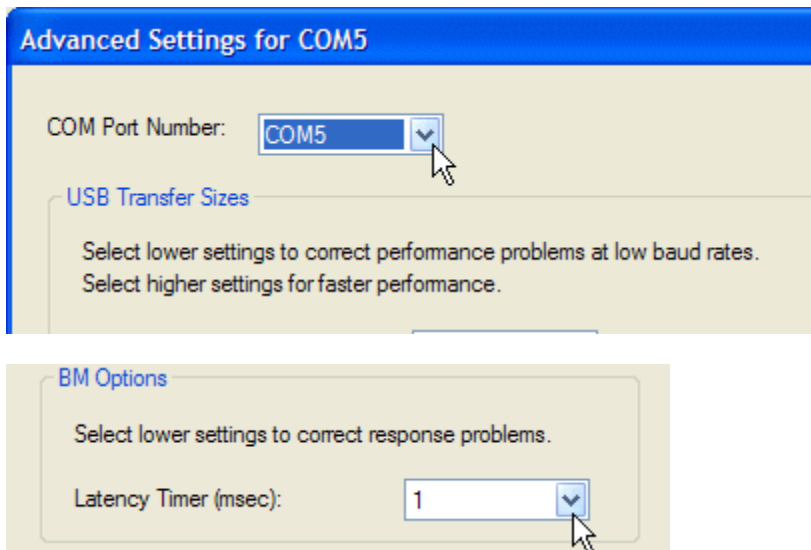 Advanced Settings for COM5
COM Port Number: COM5
USB Transfer Sizes
Select lower settings to correct performance problems at low baud rates.
Select higher settings for faster performance.
BM Options
Select lower settings to correct response problems.
Latency Timer (msec): 1